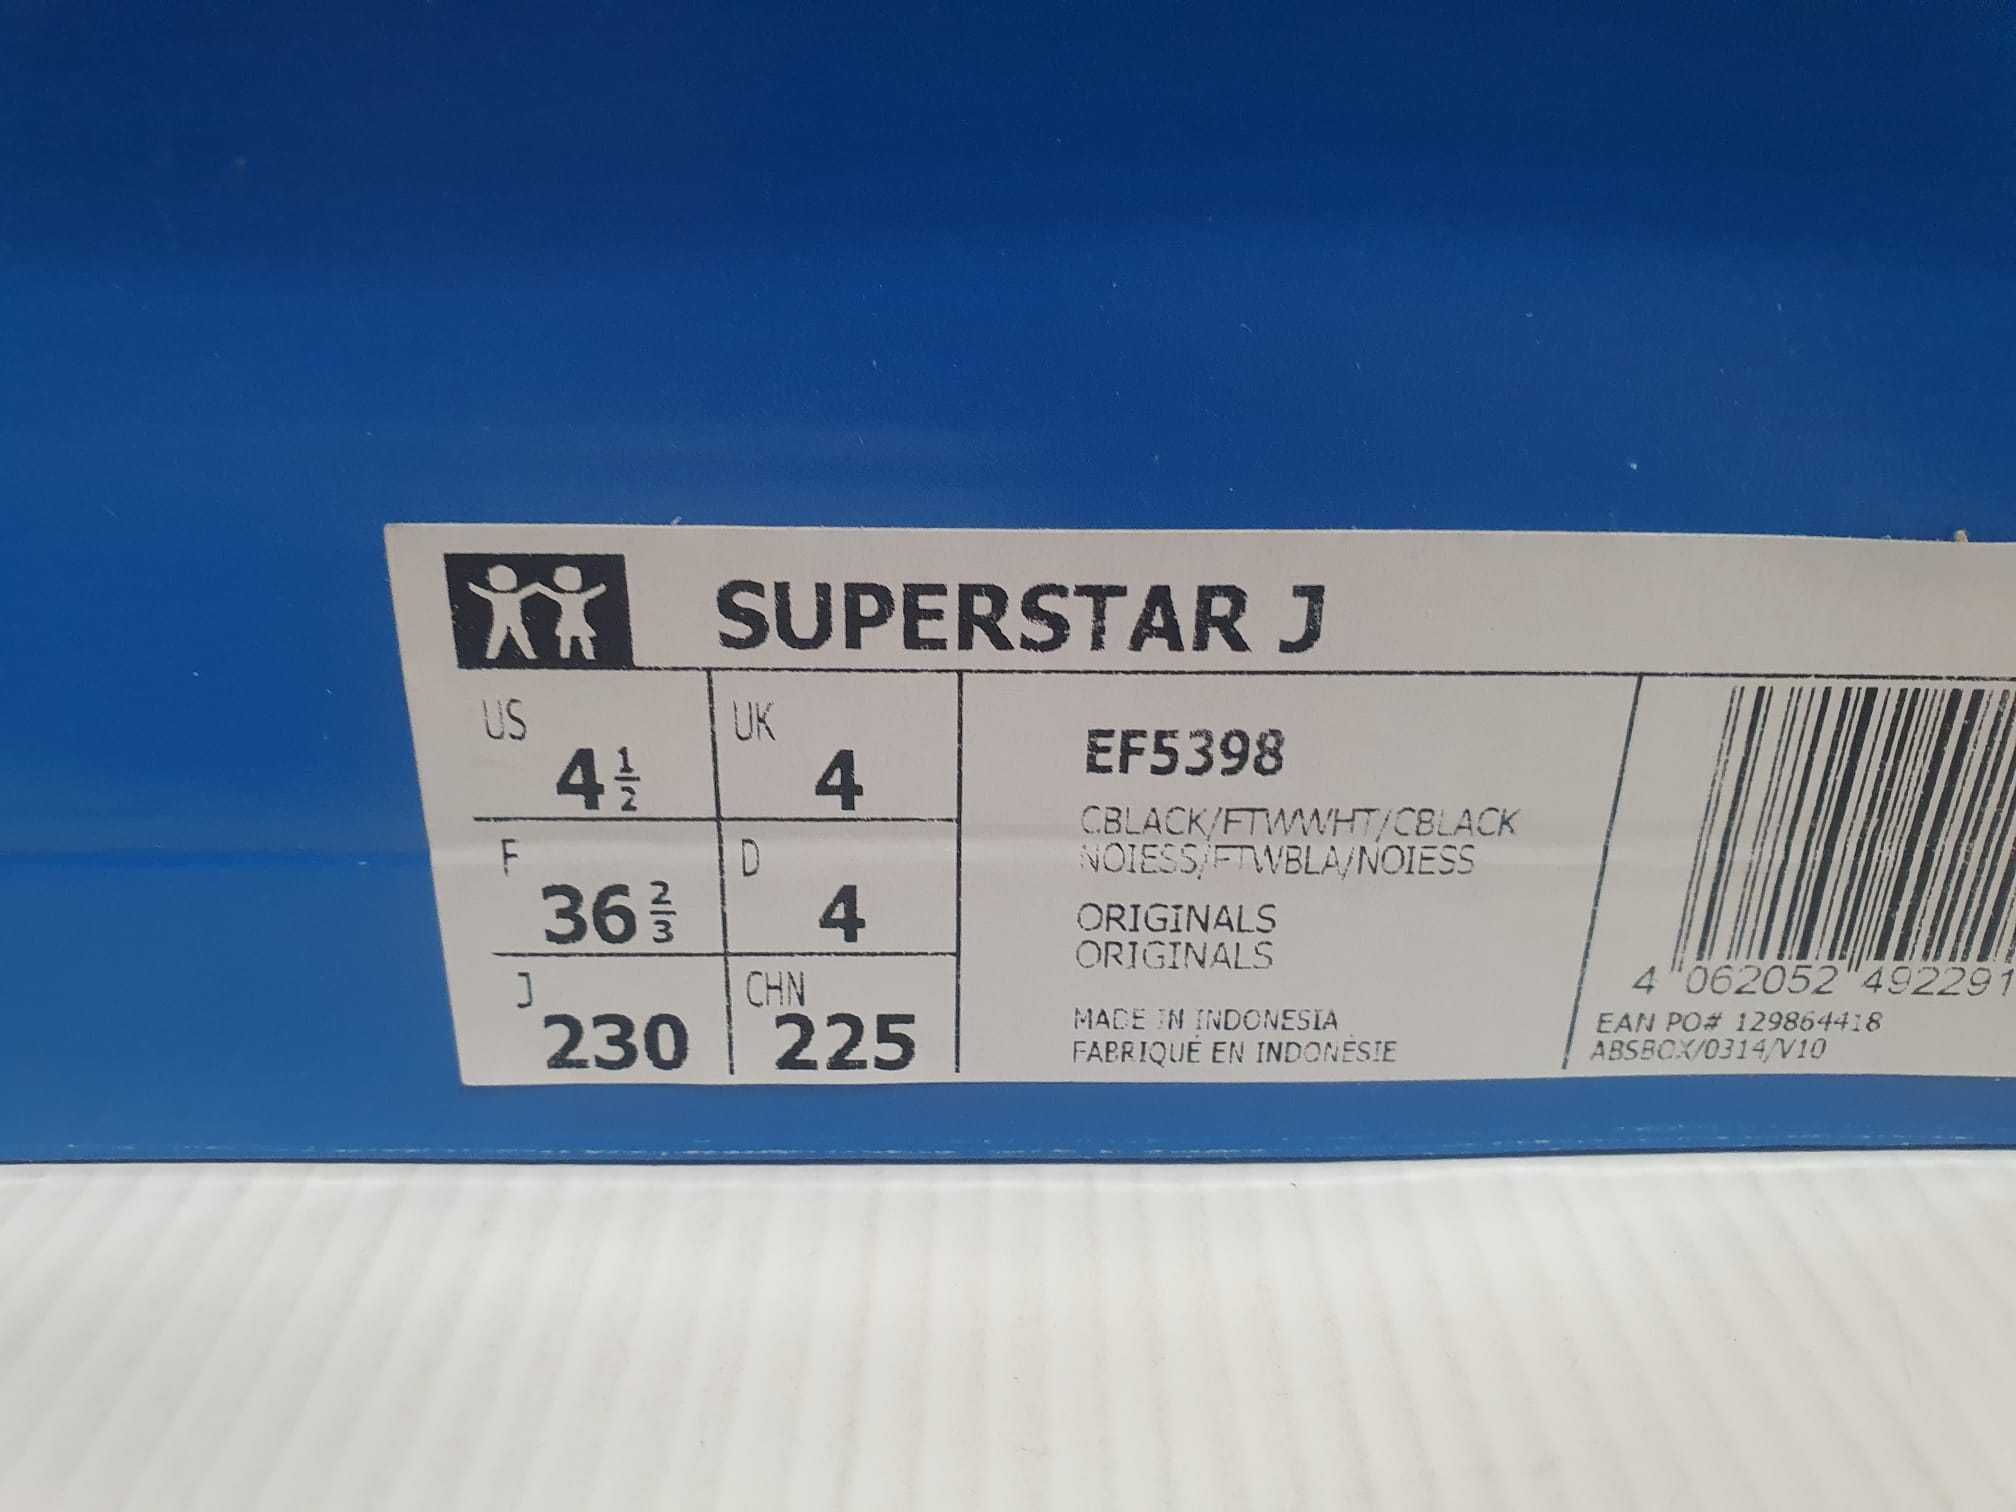 SUPERSTAR J
US 4 1/2
UK 4
F 36 2/3
D 4
J 230
CHN 225
EF5398
CBLACK/FTWWHT/CBLACK
NOIESS/FTWBLA/NOIESS
ORIGINALS
ORIGINALS
MADE IN INDONESIA
FABRIQUÉ EN INDONÉSIE
4 062052 492291
EAN PO# 129864418
ABSBOX/0314/V10